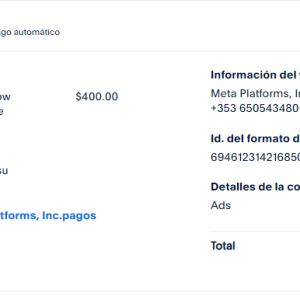 go automático
Información del
ow $400.00
Meta Platforms, I
e
+353 650543480
Id. del formato d
69461231421685
su
Detalles de la co
tforms, Inc.pagos
Ads
Total